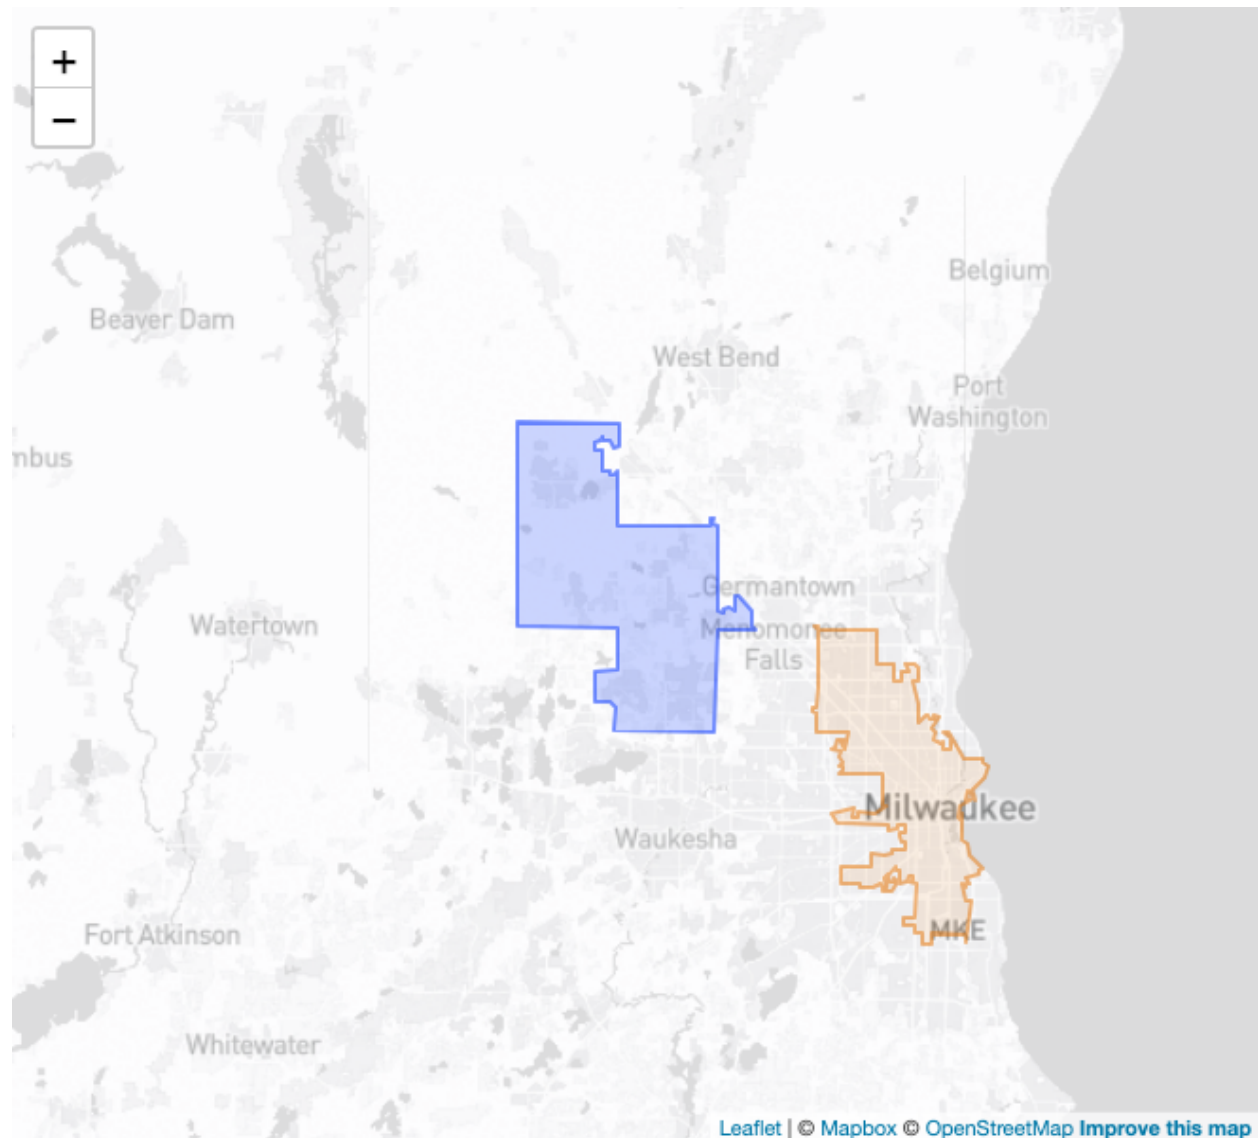 +
−
Belgium
Beaver Dam
West Bend
Port
Washington
mbus
Germantown
Watertown
Menomonee
Falls
Milwaukee
Waukesha
MKE
Fort Atkinson
Whitewater
Leaflet | © Mapbox © OpenStreetMap Improve this map